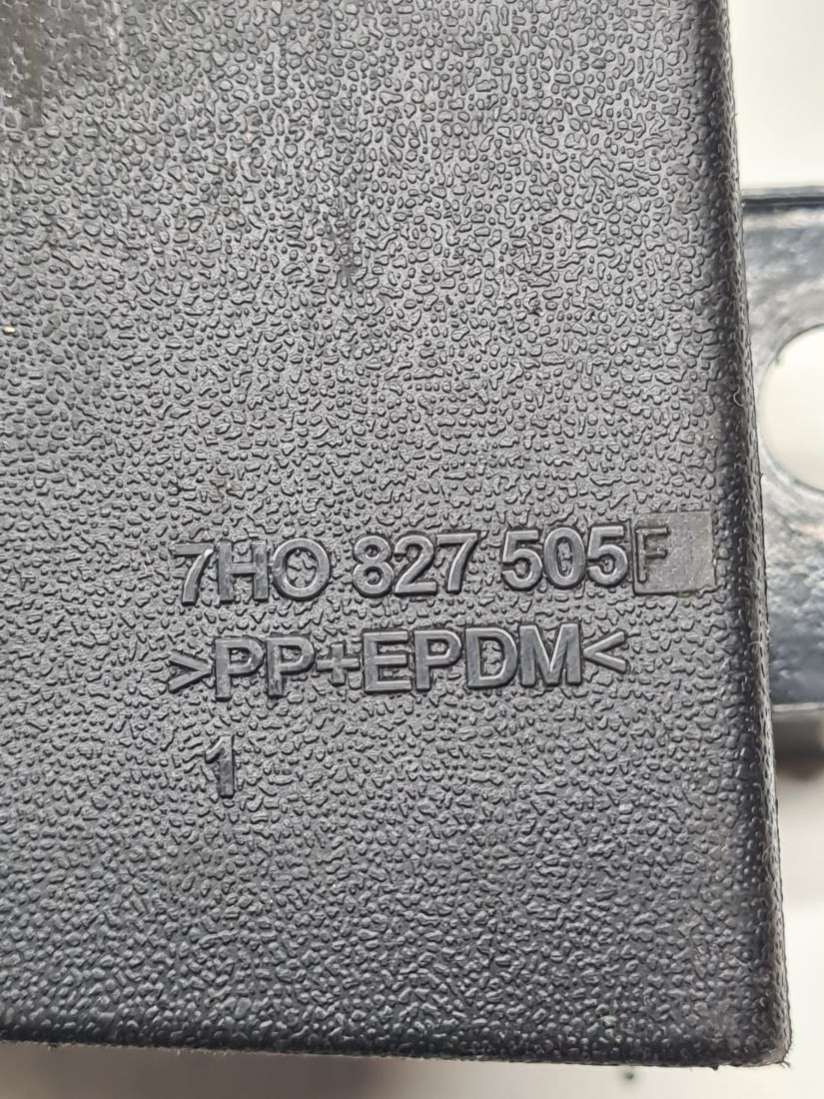 7H0 827 505F
>PP+EPDM<
1